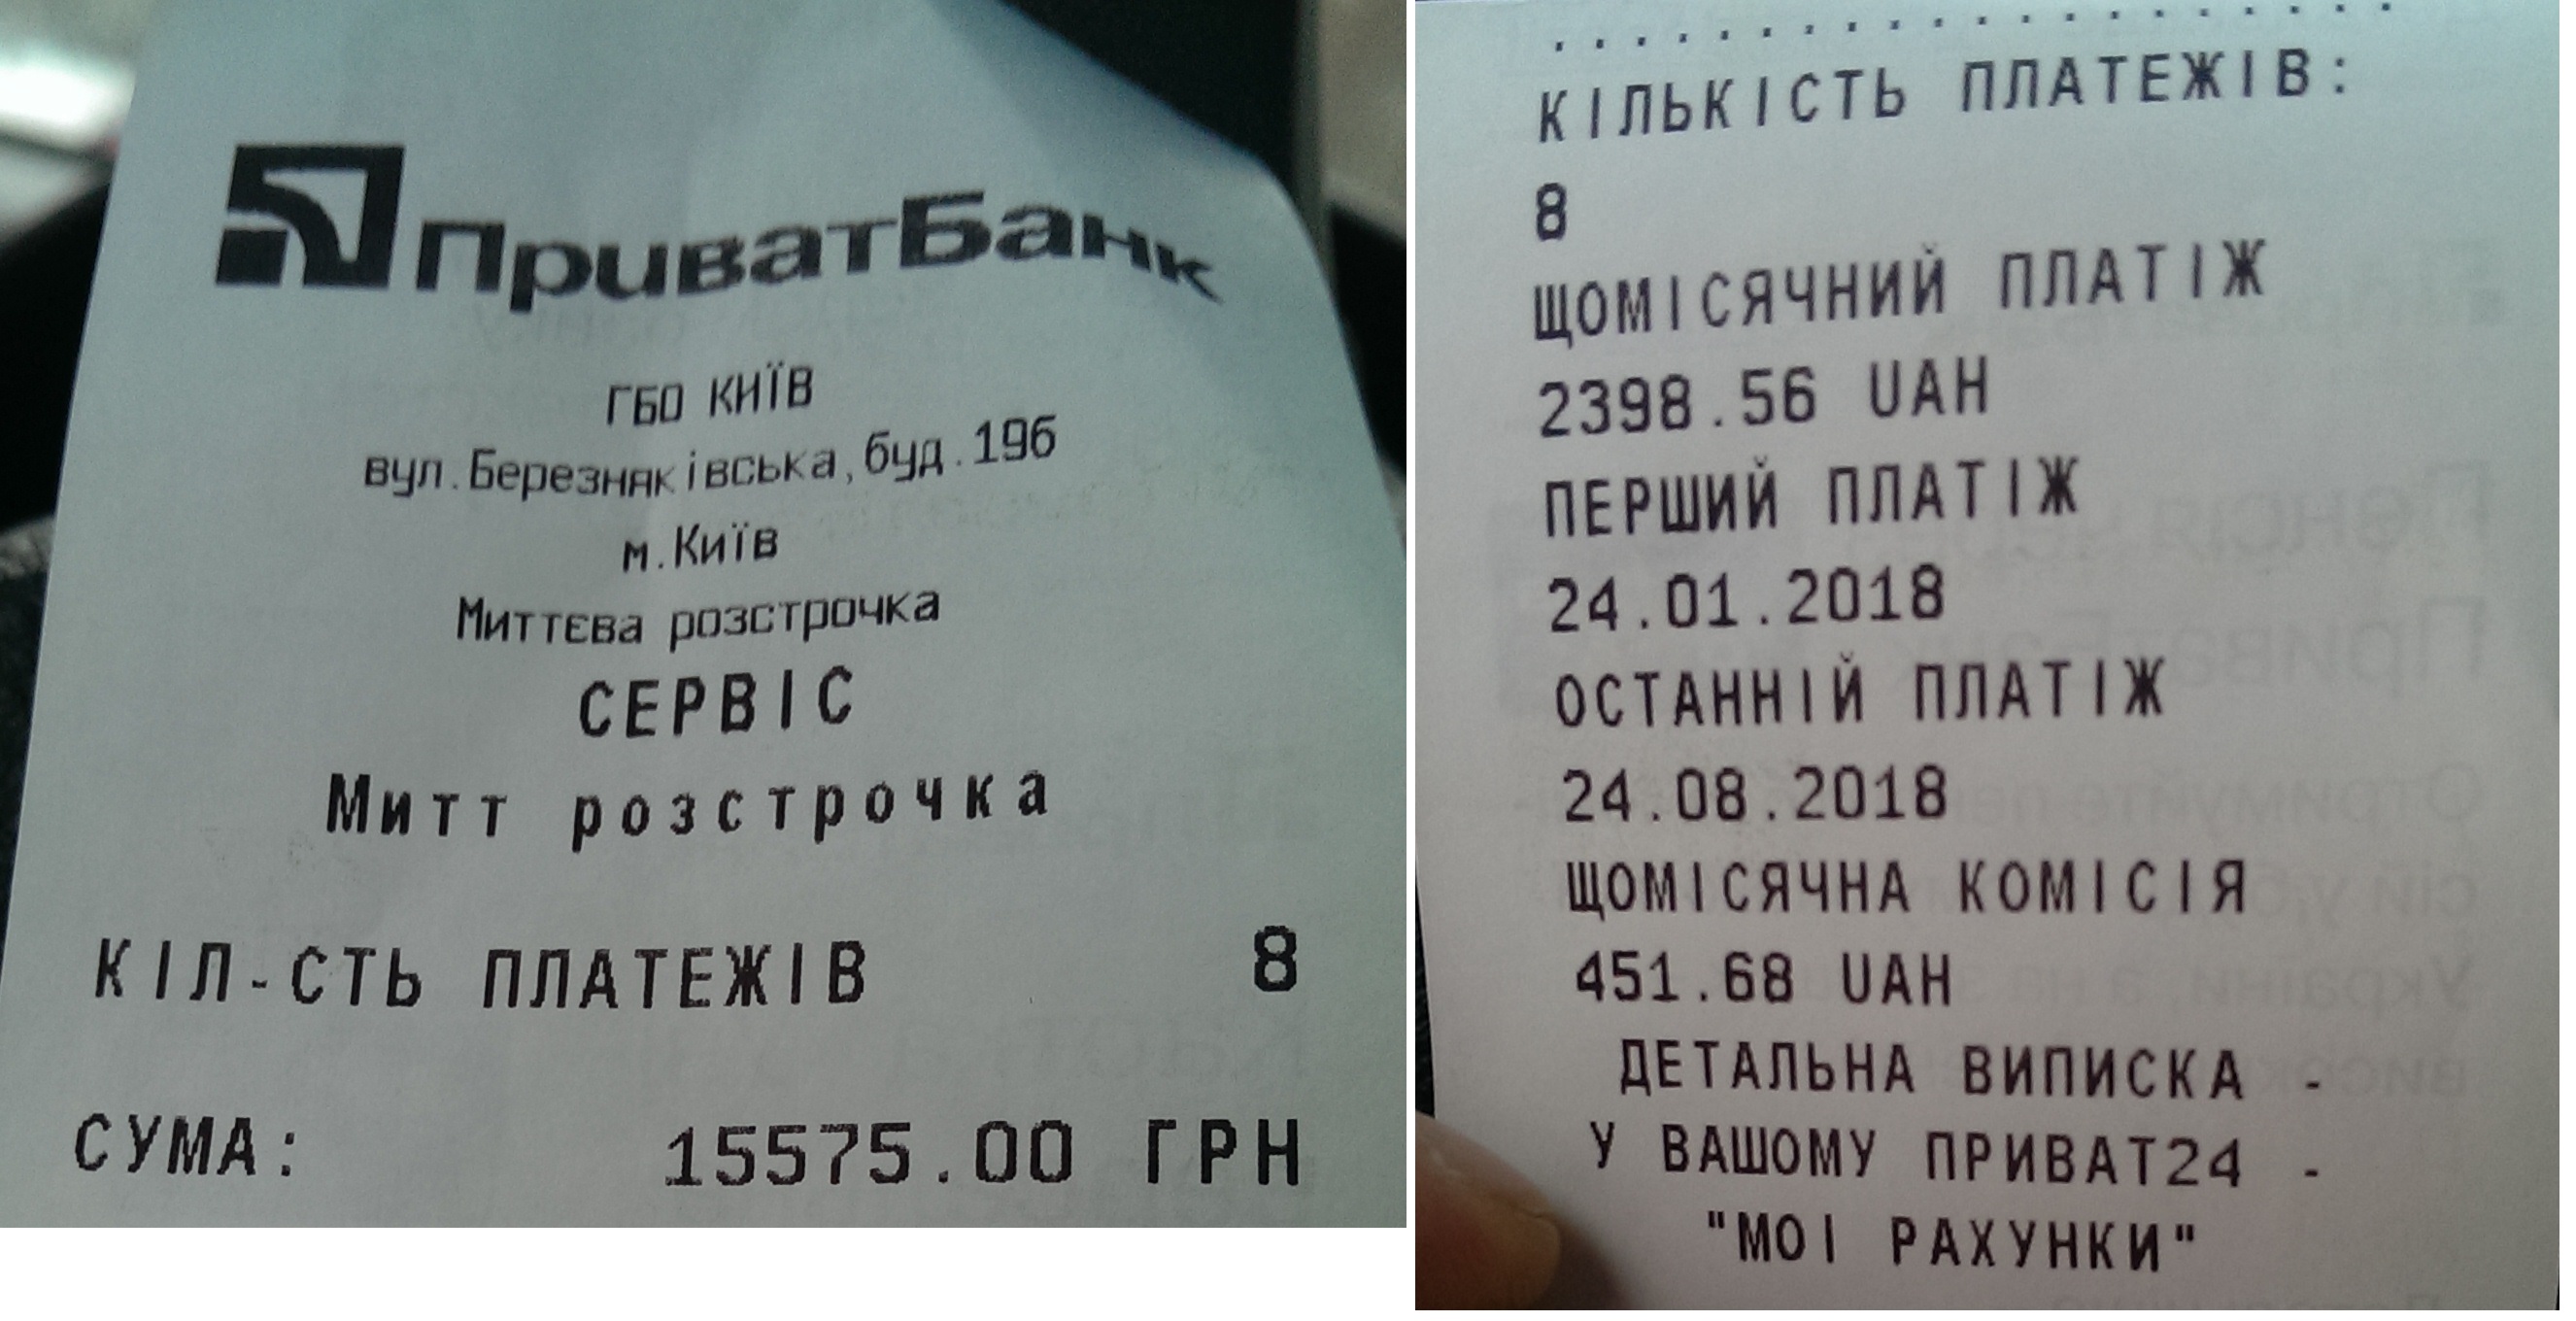 ПриватБанк
ГБО КИЇВ
вул.Березняківська,буд.19б
м.Київ
Миттєва розстрочка
СЕРВІС
Митт розстрочка
КІЛ-СТЬ ПЛАТЕЖІВ 8
СУМА: 15575.00 ГРН
....................
КІЛЬКІСТЬ ПЛАТЕЖІВ:
8
ЩОМІСЯЧНИЙ ПЛАТІЖ
2398.56 UAH
ПЕРШИЙ ПЛАТІЖ
24.01.2018
ОСТАННІЙ ПЛАТІЖ
24.08.2018
ЩОМІСЯЧНА КОМІСІЯ
451.68 UAH
ДЕТАЛЬНА ВИПИСКА -
У ВАШОМУ ПРИВАТ24 -
"МОІ РАХУНКИ"